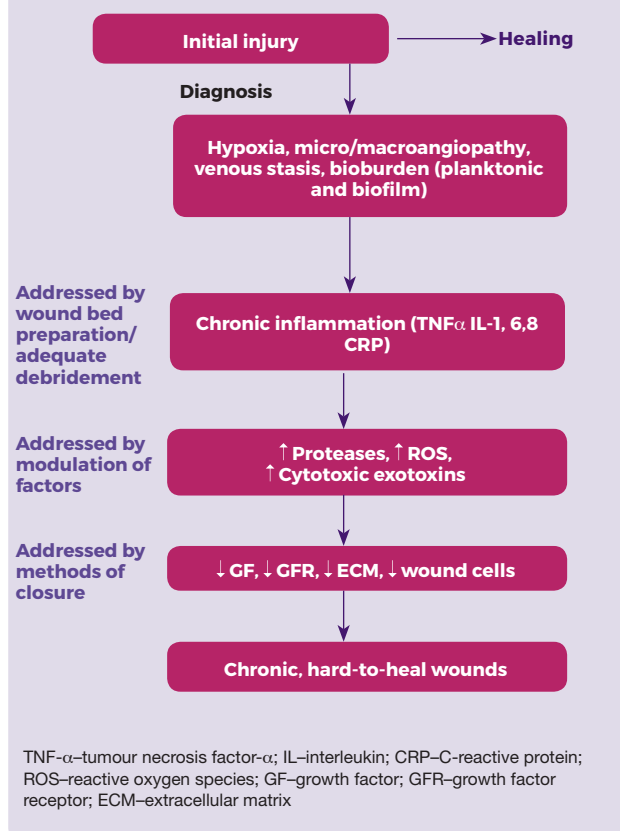 Initial injury
Healing
Diagnosis
Hypoxia, micro/macroangiopathy,
venous stasis, bioburden (planktonic
and biofilm)
Addressed by
wound bed
preparation/
adequate
debridement
Chronic inflammation (TNFα IL-1, 6,8
CRP)
Addressed by
modulation of
factors
↑Proteases, ↑ROS,
↑Cytotoxic exotoxins
Addressed by
methods of
closure
↓GF, ↓GFR, ↓ECM, ↓wound cells
Chronic, hard-to-heal wounds
TNF-α–tumour necrosis factor-α; IL–interleukin; CRP–C-reactive protein;
ROS–reactive oxygen species; GF–growth factor; GFR–growth factor
receptor; ECM–extracellular matrix